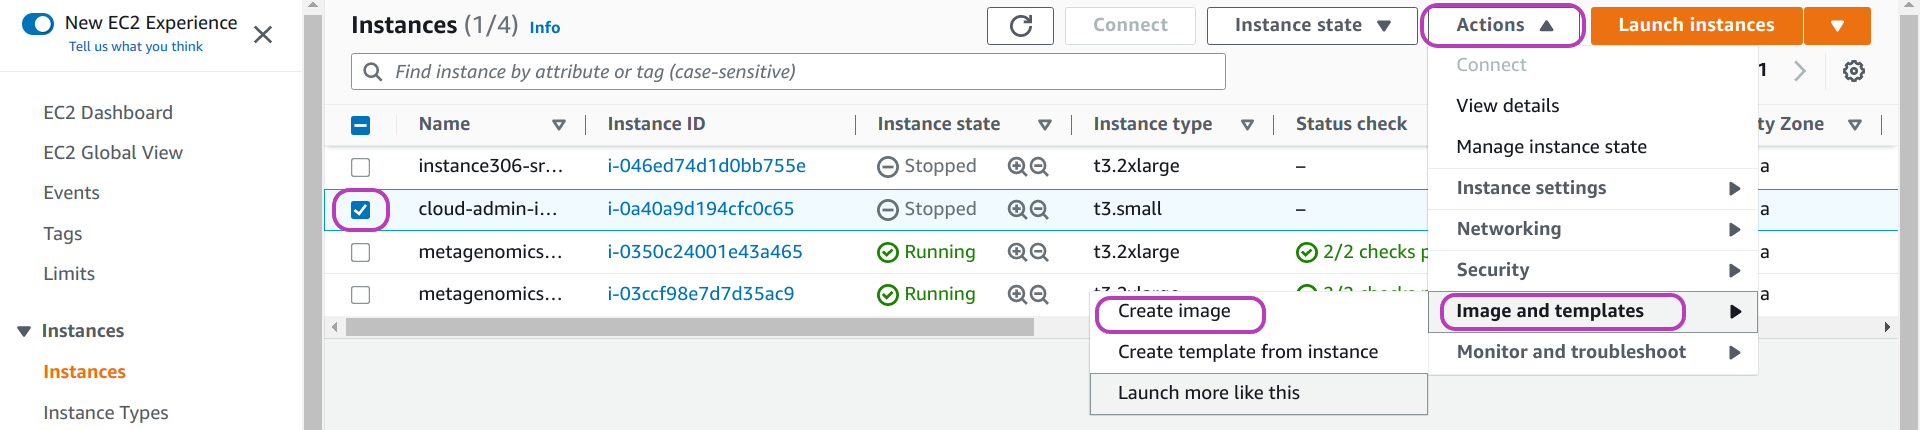 New EC2 Experience
Tell us what you think
EC2 Dashboard
EC2 Global View
Events
Tags
Limits
Instances
Instances
Instance Types
Instances (1/4) Info
Connect
Instance state
Actions
Launch instances
Find instance by attribute or tag (case-sensitive)
1
Name Instance ID Instance state Instance type Status check ty Zone
instance306-sr... i-046ed74d1d0bb755e Stopped t3.2xlarge – a
cloud-admin-i... i-0a40a9d194cfc0c65 Stopped t3.small – a
metagenomics... i-0350c24001e43a465 Running t3.2xlarge 2/2 checks p a
metagenomics... i-03ccf98e7d7d35ac9 Running t3.2xlarge 2/2 checks a
Connect
View details
Manage instance state
Instance settings
Networking
Security
Image and templates
Monitor and troubleshoot
Create image
Create template from instance
Launch more like this